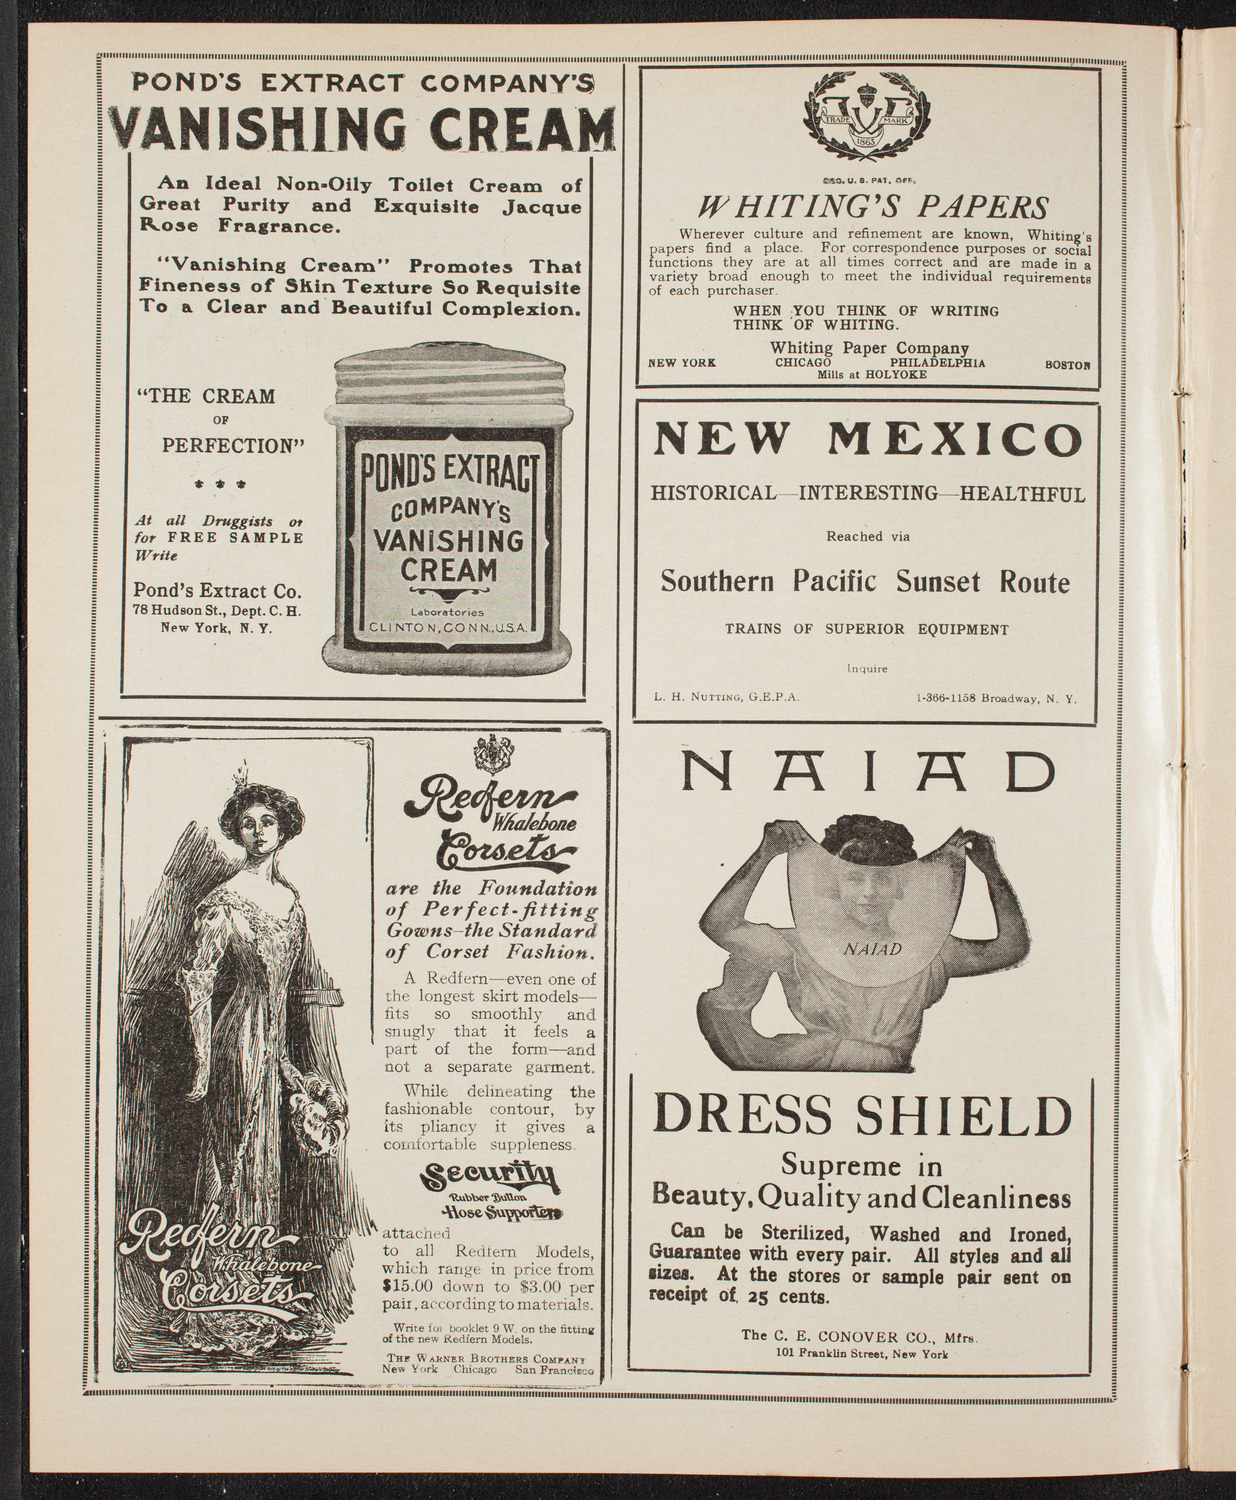 POND'S EXTRACT COMPANY'S
VANISHING CREAM
An Ideal Non-Oily Toilet Cream of
Great Purity and Exquisite Jacque
Rose Fragrance.
"Vanishing Cream" Promotes That
Fineness of Skin Texture So Requisite
To a Clear and Beautiful Complexion.
"THE CREAM
OF
PERFECTION"
* * *
At all Druggists or
for FREE SAMPLE
Write
Pond's Extract Co.
78 Hudson St., Dept. C. H.
New York, N. Y.
POND'S EXTRACT
COMPANY'S
VANISHING
CREAM
Laboratories
CLINTON, CONN., U.S.A.
TRADE MARK
1865
REG. U. S. PAT. OFF.
WHITING'S PAPERS
Wherever culture and refinement are known, Whiting's
papers find a place. For correspondence purposes or social
functions they are at all times correct and are made in a
variety broad enough to meet the individual requirements
of each purchaser.
WHEN YOU THINK OF WRITING
THINK OF WHITING.
Whiting Paper Company
NEW YORK CHICAGO PHILADELPHIA BOSTON
Mills at HOLYOKE
NEW MEXICO
HISTORICAL—INTERESTING—HEALTHFUL
Reached via
Southern Pacific Sunset Route
TRAINS OF SUPERIOR EQUIPMENT
Inquire
L. H. NUTTING, G.E.P.A. 1-366-1158 Broadway, N. Y.
Redfern
Whalebone
Corsets
are the Foundation
of Perfect-fitting
Gowns—the Standard
of Corset Fashion.
A Redfern—even one of
the longest skirt models—
fits so smoothly and
snugly that it feels a
part of the form—and
not a separate garment.
While delineating the
fashionable contour, by
its pliancy it gives a
comfortable suppleness.
Security
Rubber Button
Hose Supporters
attached
to all Redfern Models,
which range in price from
$15.00 down to $3.00 per
pair, according to materials.
Write for booklet 9 W. on the fitting
of the new Redfern Models.
THE WARNER BROTHERS COMPANY
New York Chicago San Francisco
Redfern
Whalebone
Corsets
NAIAD
NAIAD
DRESS SHIELD
Supreme in
Beauty, Quality and Cleanliness
Can be Sterilized, Washed and Ironed,
Guarantee with every pair. All styles and all
sizes. At the stores or sample pair sent on
receipt of 25 cents.
The C. E. CONOVER CO., Mfrs.
101 Franklin Street, New York